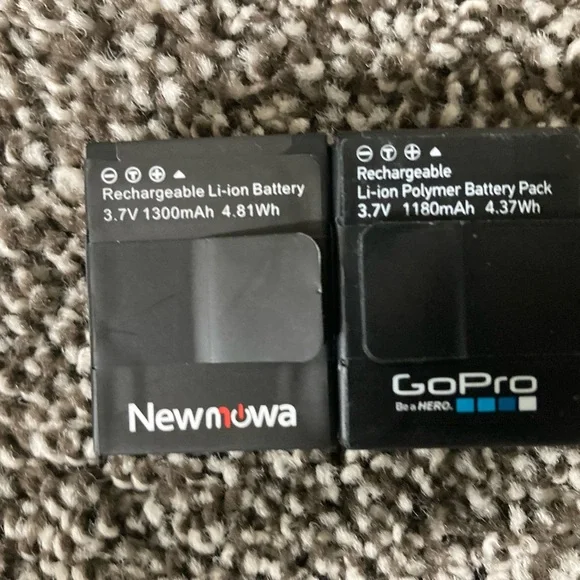 Rechargeable Li-ion Battery
3.7V 1300mAh 4.81Wh
Newmowa
Rechargeable
Li-ion Polymer Battery Pack
3.7V 1180mAh 4.37Wh
GoPro
Be a HERO.